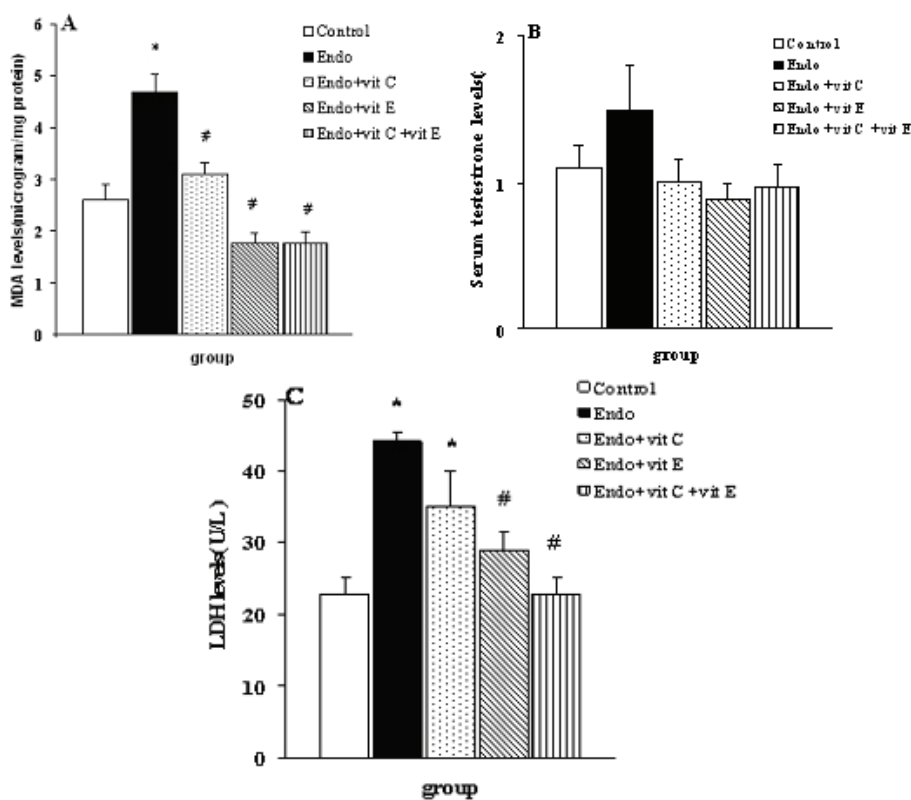 A
6
5
4
3
2
1
0
MDA levels(microgram/mg protein)
*
#
#
#
group
Control
Endo
Endo+vit C
Endo+vit E
Endo+vit C +vit E
B
2
1
0
Serum testestrone levels(
group
Control
Endo
Endo +vit C
Endo +vit E
Endo +vit C +vit E
C
50
40
30
20
10
0
LDH levels(U/L)
*
*
#
#
group
Control
Endo
Endo+vit C
Endo+vit E
Endo+vit C +vit E